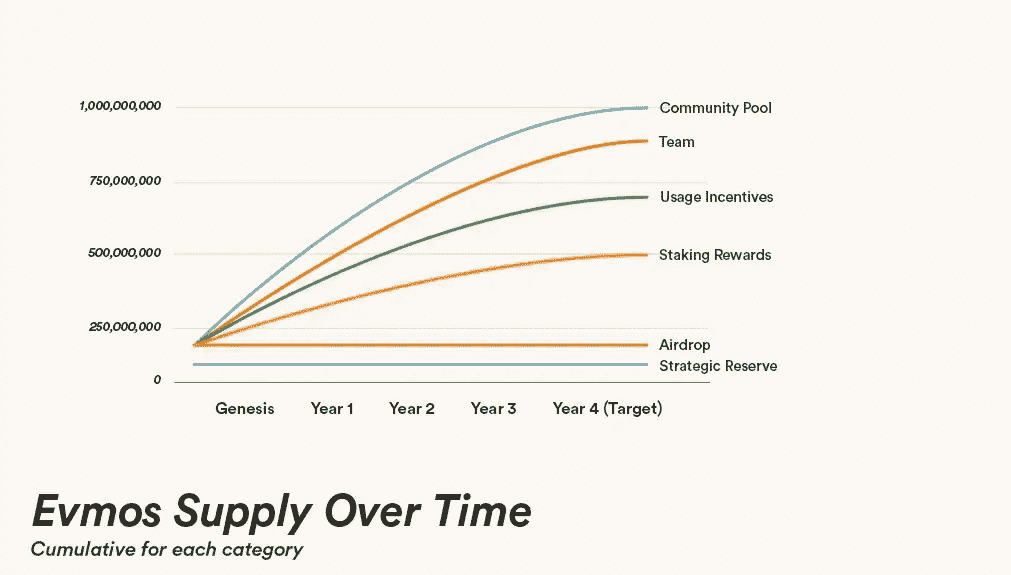 1,000,000,000
Community Pool
Team
750,000,000
Usage Incentives
500,000,000
Staking Rewards
250,000,000
Airdrop
Strategic Reserve
0
Genesis Year 1 Year 2 Year 3 Year 4 (Target)
Evmos Supply Over Time
Cumulative for each category